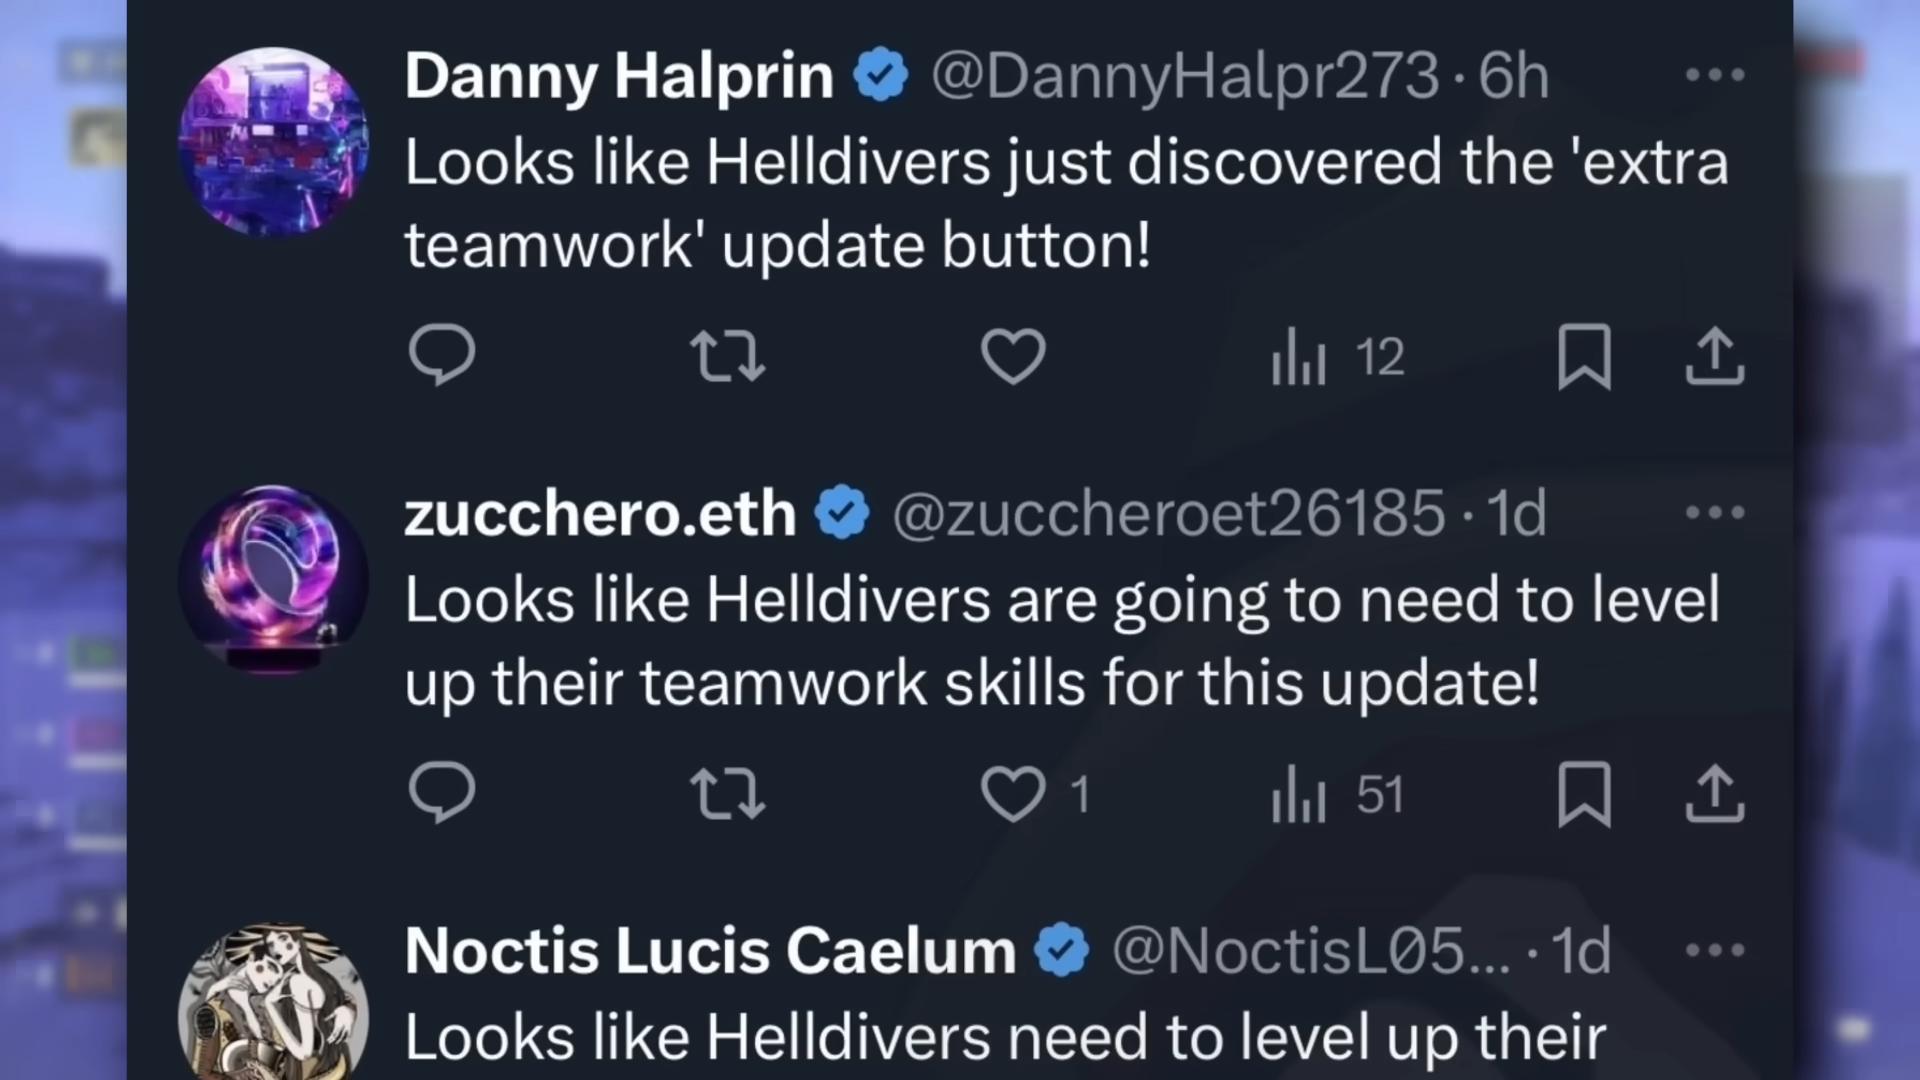 Danny Halprin @DannyHalpr273 · 6h
Looks like Helldivers just discovered the 'extra
teamwork' update button!
12
zucchero.eth @zuccheroet26185 · 1d
Looks like Helldivers are going to need to level
up their teamwork skills for this update!
1 51
Noctis Lucis Caelum @NoctisL05... · 1d
Looks like Helldivers need to level up their